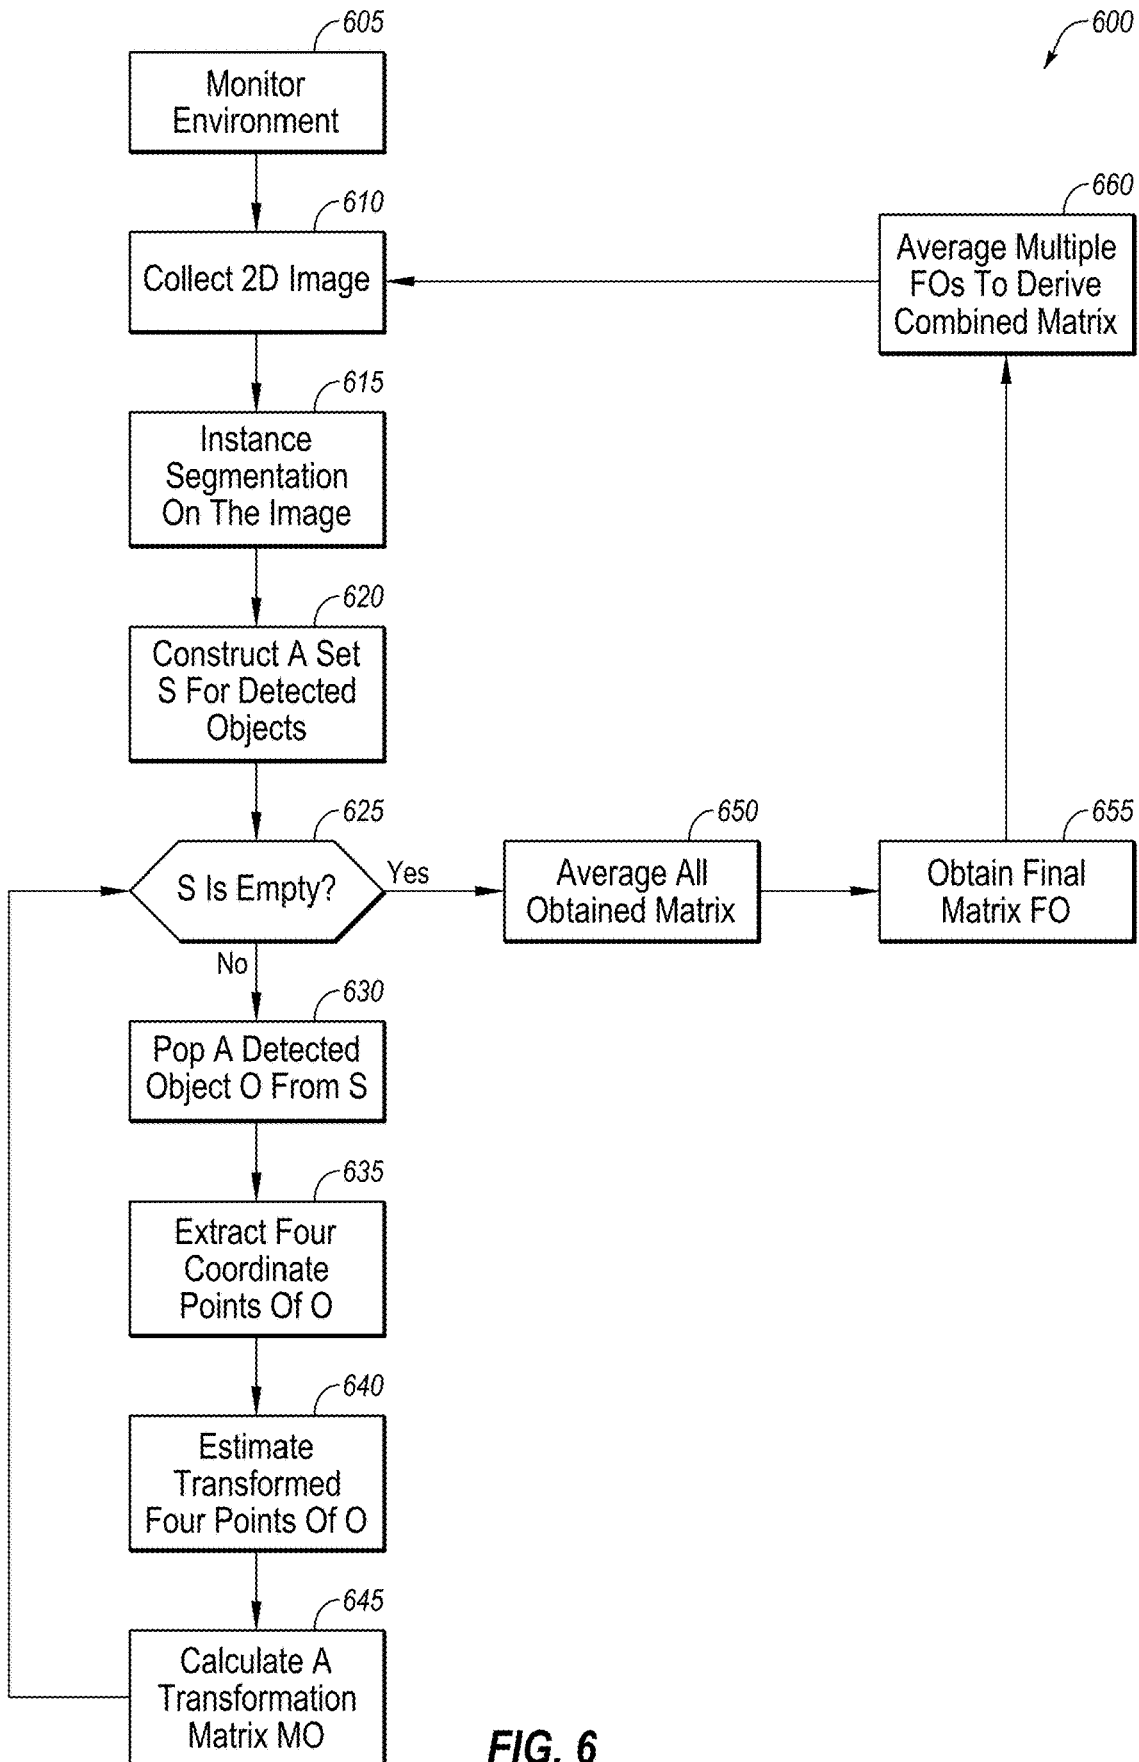 605
600
Monitor
Environment
610
660
Collect 2D Image
Average Multiple
FOs To Derive
Combined Matrix
615
Instance
Segmentation
On The Image
620
Construct A Set
S For Detected
Objects
625
650
655
S Is Empty?
Yes
Average All
Obtained Matrix
Obtain Final
Matrix FO
No
630
Pop A Detected
Object O From S
635
Extract Four
Coordinate
Points Of O
640
Estimate
Transformed
Four Points Of O
645
Calculate A
Transformation
Matrix MO
FIG. 6